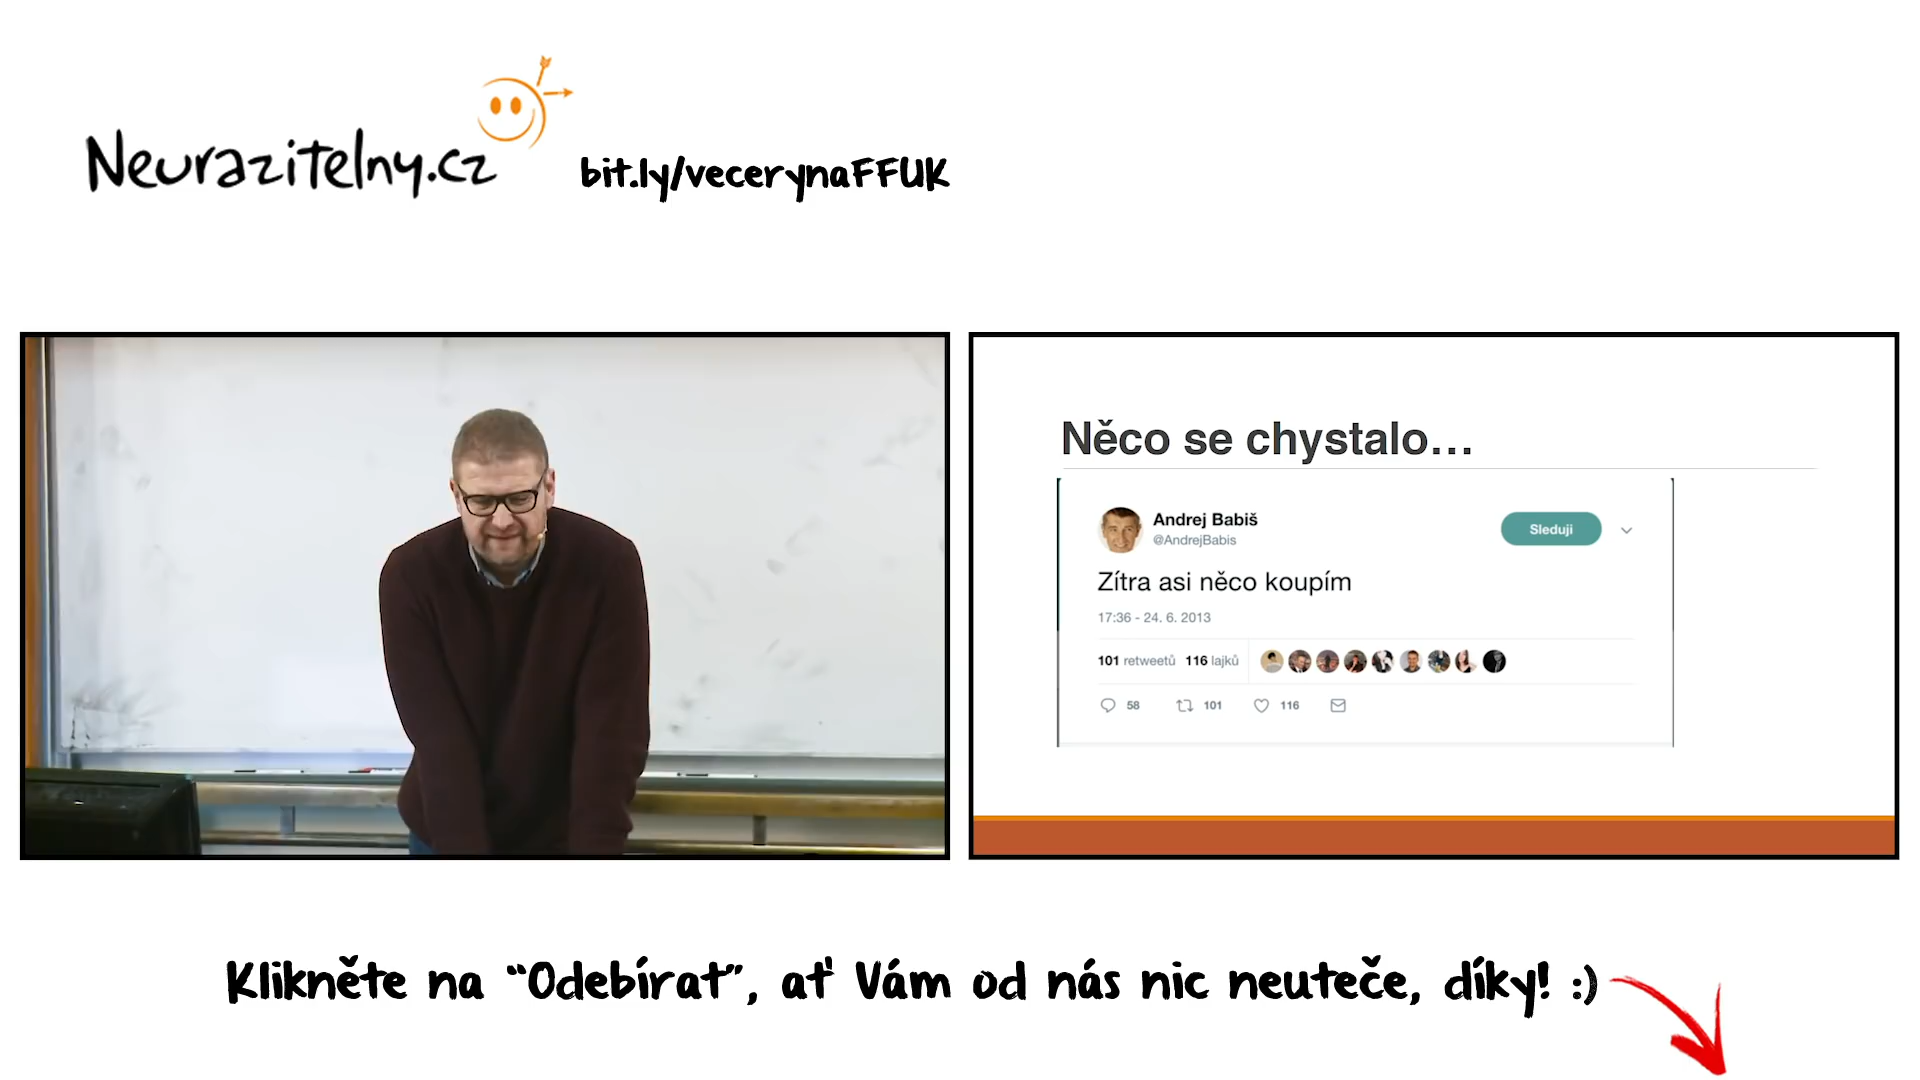 Neurazitelny.cz
bit.ly/vecerynaFFUK
Něco se chystalo...
Andrej Babiš
@AndrejBabis
Sleduji
Zítra asi něco koupím
17:36 - 24. 6. 2013
101 retweetů 116 lajků
58 101 116
Klikněte na “Odebírat”, ať Vám od nás nic neuteče, díky! :)